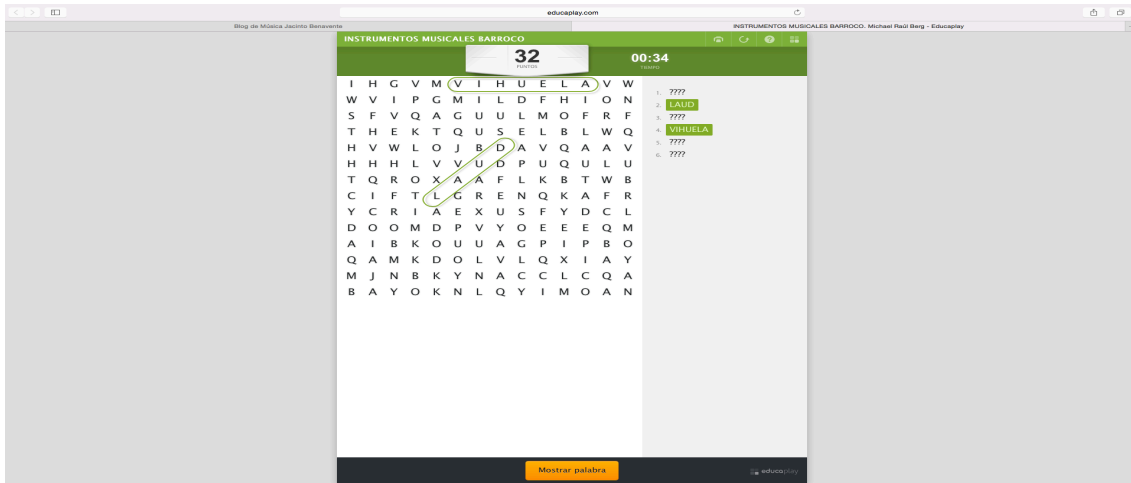 educaplay.com
Blog de Música Jacinto Benavente
INSTRUMENTOS MUSICALES BARROCO. Michael Raúl Berg - Educaplay
INSTRUMENTOS MUSICALES BARROCO
32
PUNTOS
00:34
TIEMPO
I H G V M V I H U E L A V W
W V I P G M I L D F H I O N
S F V Q A G U U L M O F R F
T H E K T Q U S E L B L W Q
H V W L O J B D A V Q A A V
H H H L V V U D P U Q U L U
T Q R O X A A F L K B T W B
C I F T L G R E N Q K A F R
Y C R I A E X U S F Y D C L
D O O M D P V Y O E E E Q M
A I B K O U U A G P I P B O
Q A M K D O L V L Q X I A Y
M J N B K Y N A C C L C Q A
B A Y O K N L Q Y I M O A N
1. ????
2. LAUD
3. ????
4. VIHUELA
5. ????
6. ????
Mostrar palabra
educaplay